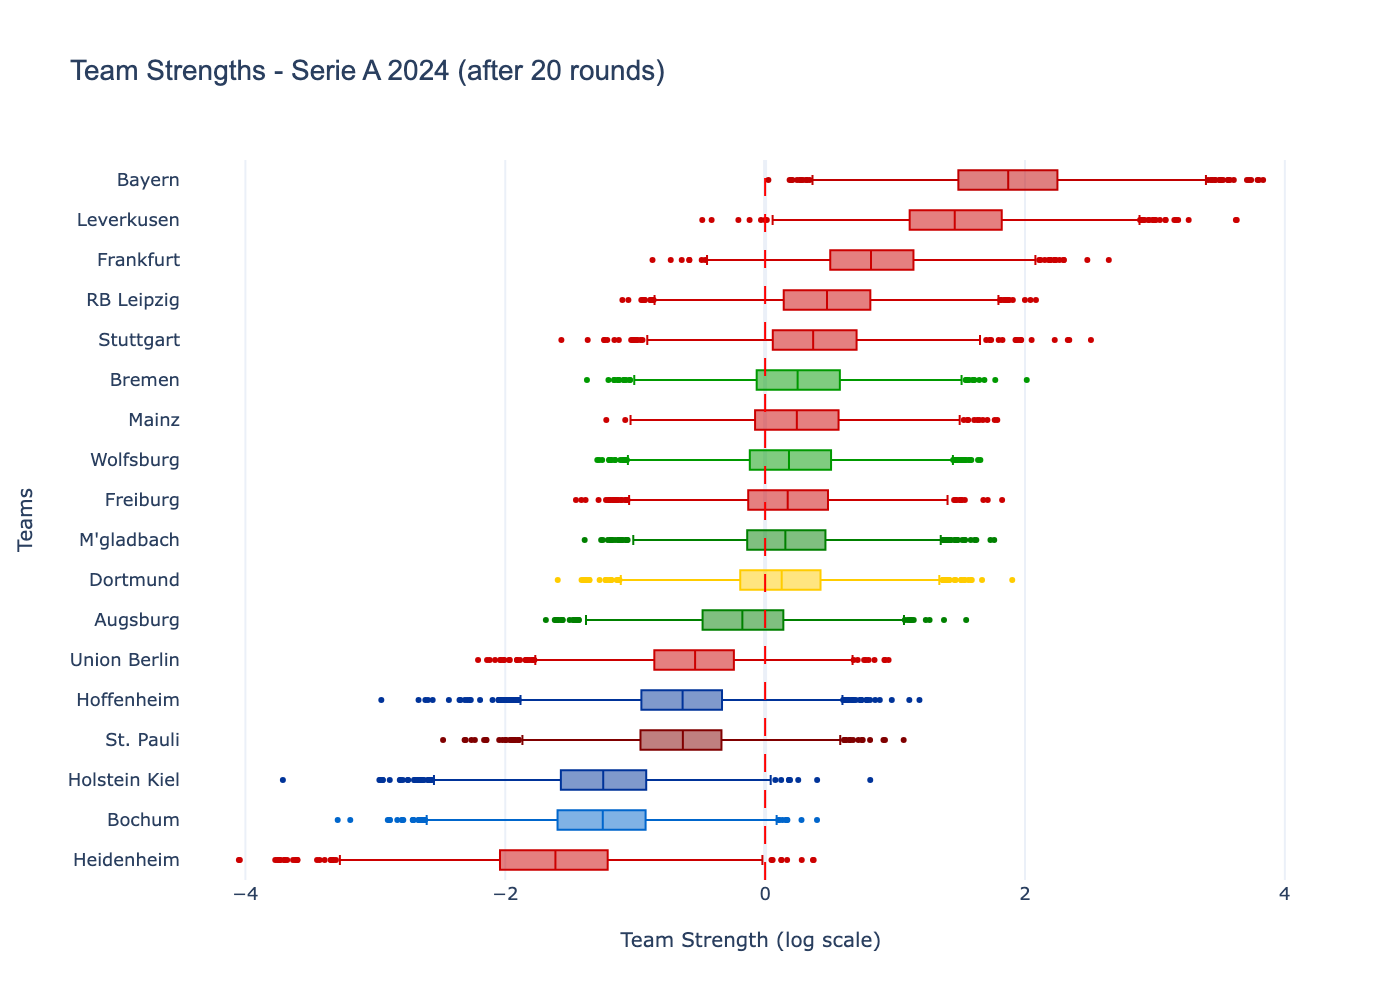 Team Strengths - Serie A 2024 (after 20 rounds)
Bayern
Leverkusen
Frankfurt
RB Leipzig
Stuttgart
Bremen
Mainz
Wolfsburg
Freiburg
M'gladbach
Dortmund
Augsburg
Union Berlin
Hoffenheim
St. Pauli
Holstein Kiel
Bochum
Heidenheim
Teams
−4 −2 0 2 4
Team Strength (log scale)